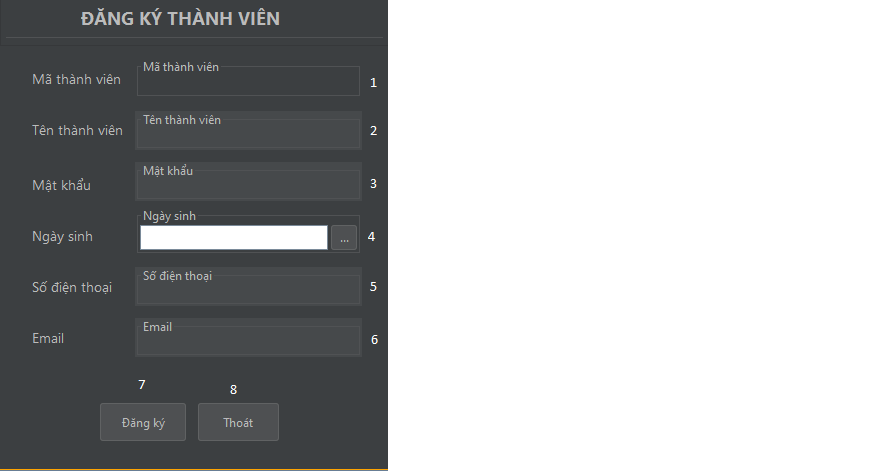 ĐĂNG KÝ THÀNH VIÊN
Mã thành viên
Mã thành viên 1
Tên thành viên
Tên thành viên 2
Mật khẩu
Mật khẩu 3
Ngày sinh
Ngày sinh ... 4
Số điện thoại
Số điện thoại 5
Email
Email 6
7 8
Đăng ký Thoát